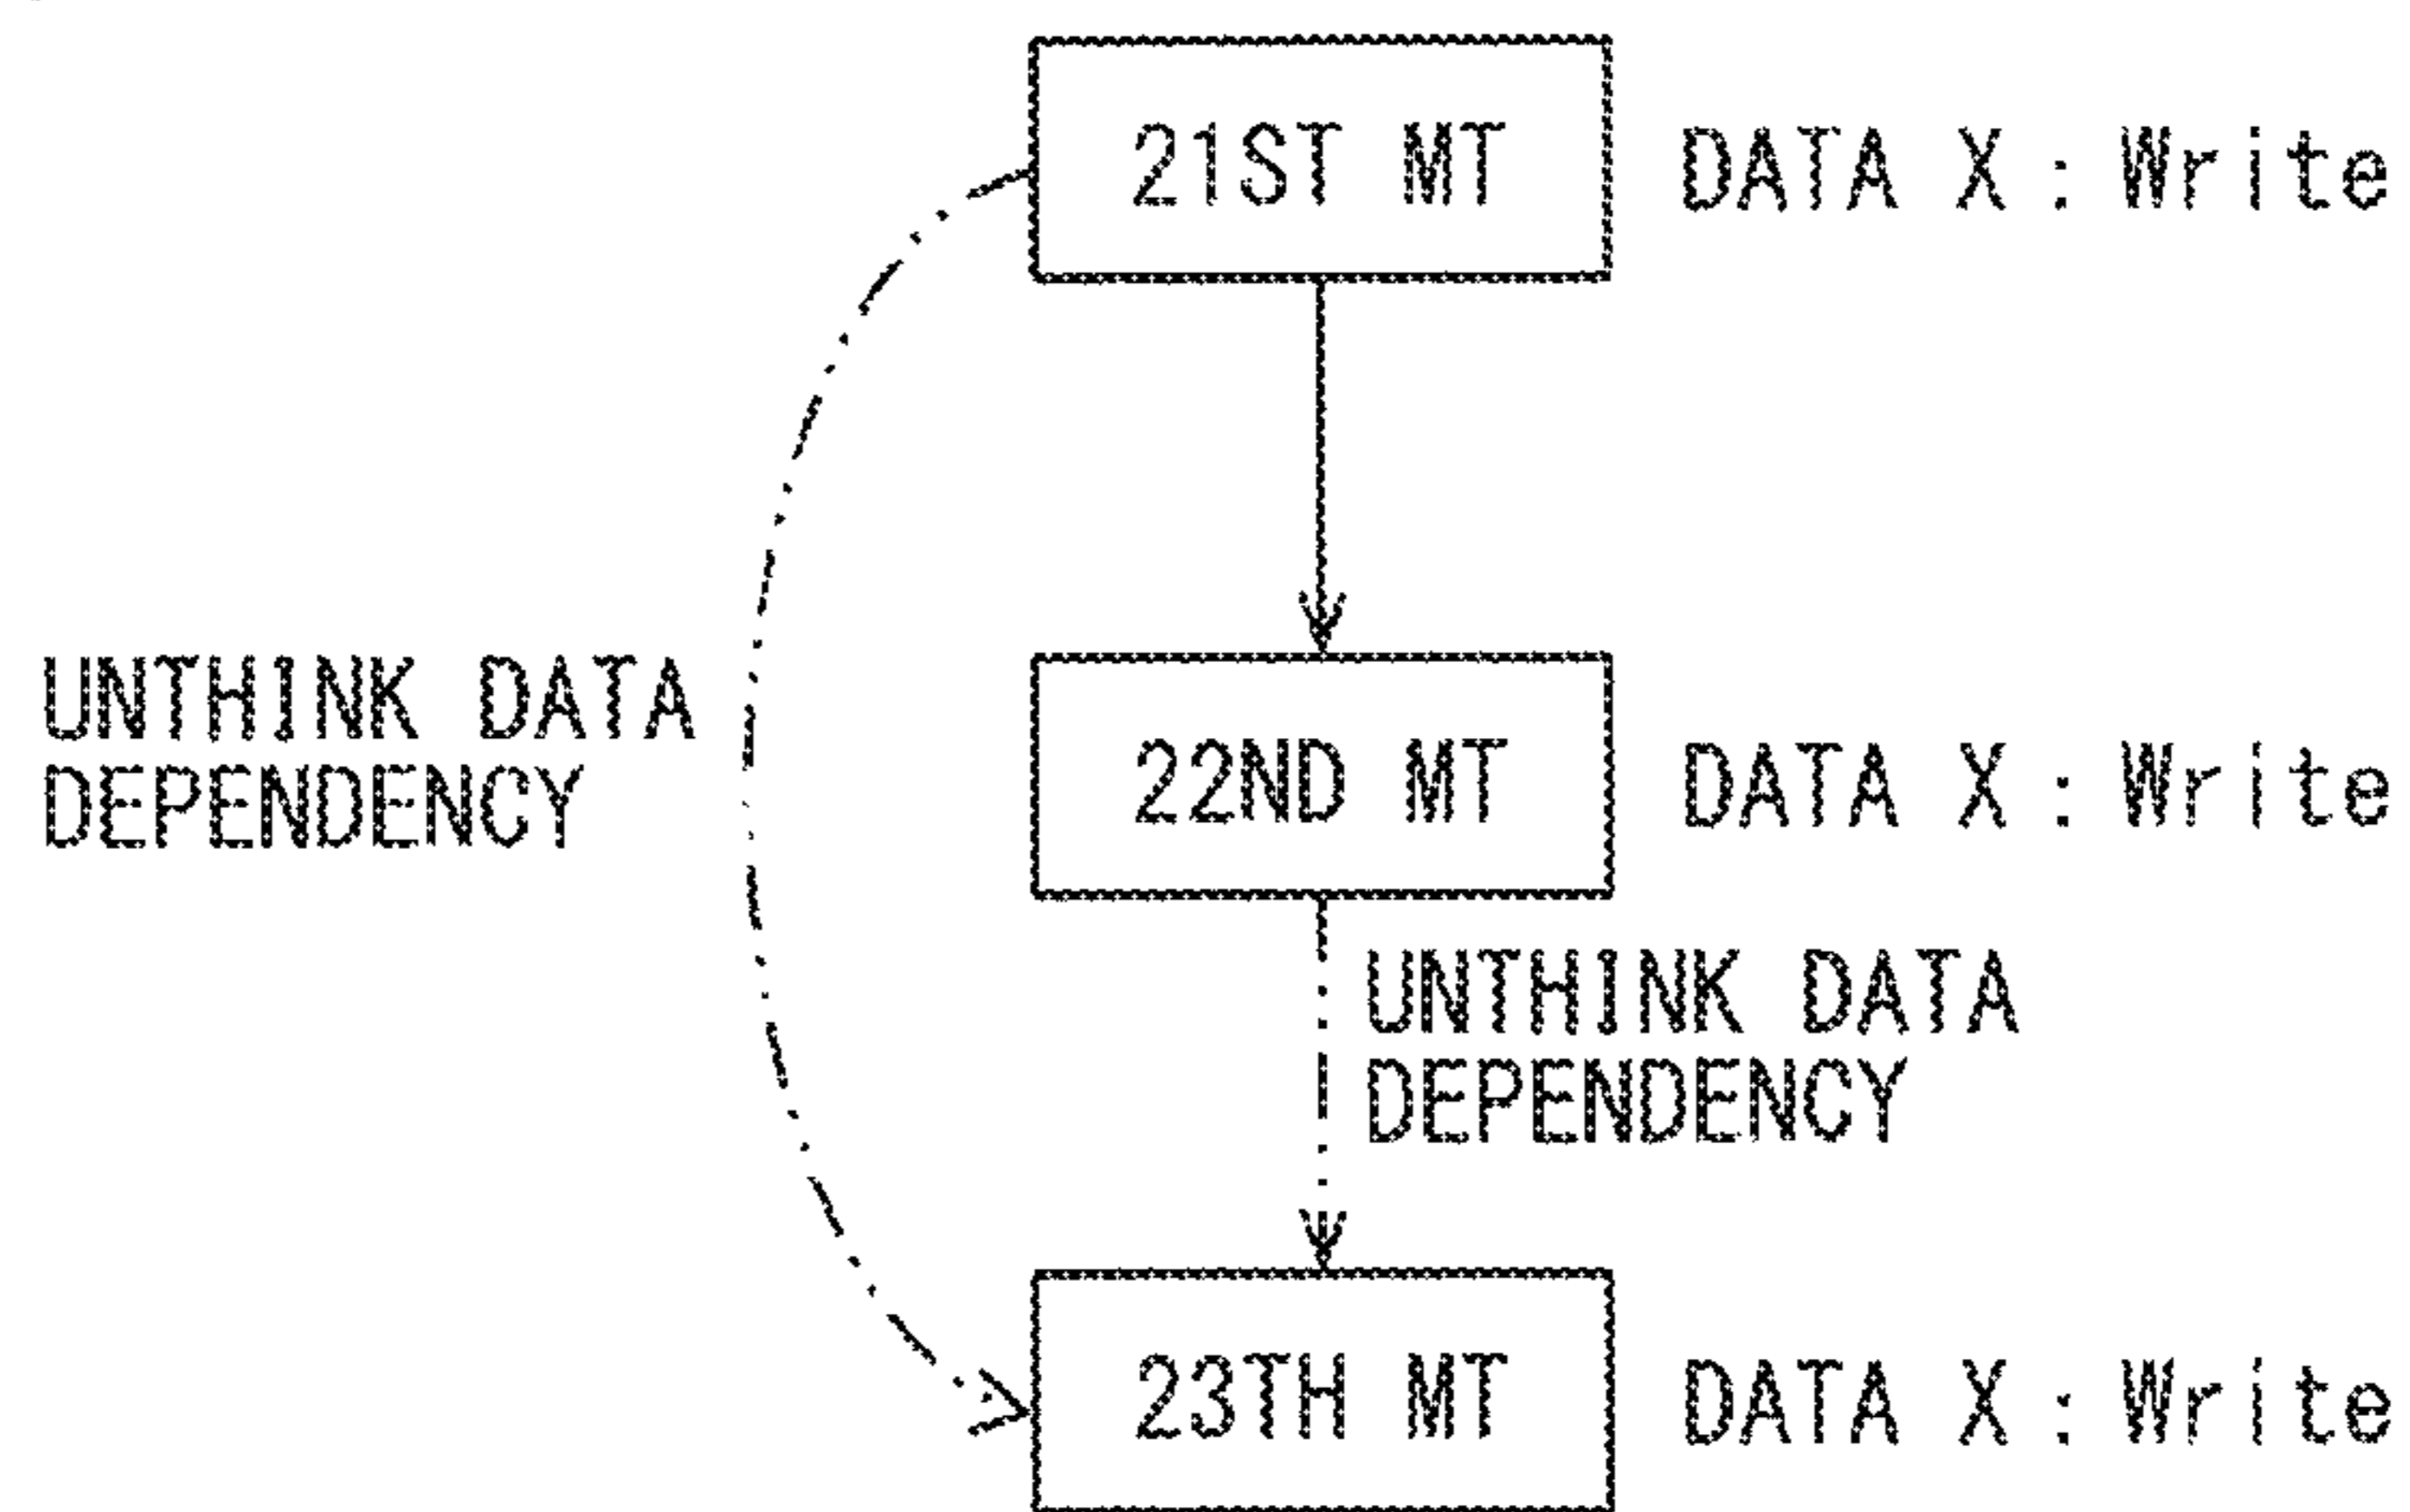 21ST MT DATA X : Write
UNTHINK DATA
DEPENDENCY
22ND MT DATA X : Write
UNTHINK DATA
DEPENDENCY
23TH MT DATA X : Write